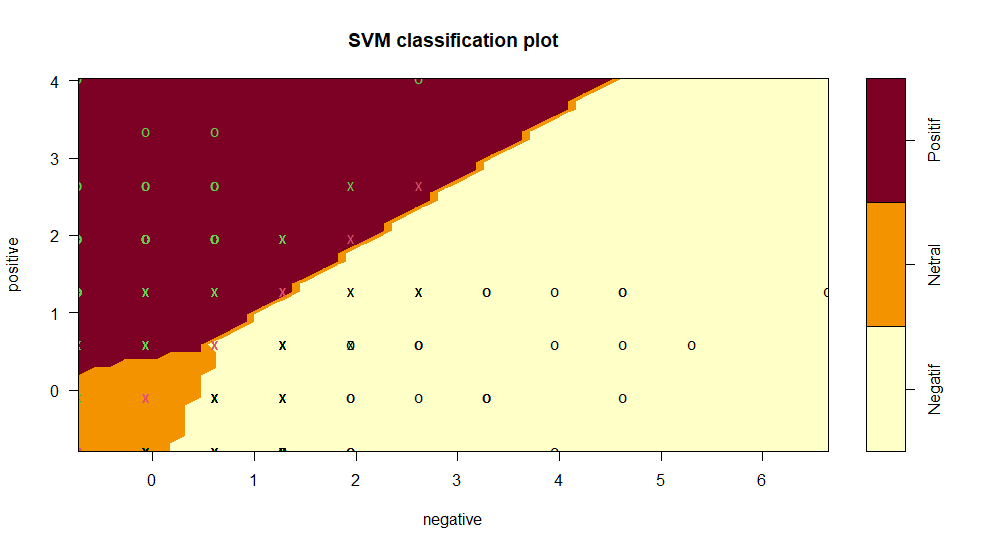 SVM classification plot
4
3
2
1
0
positive
0 1 2 3 4 5 6
negative
Positif
Netral
Negatif